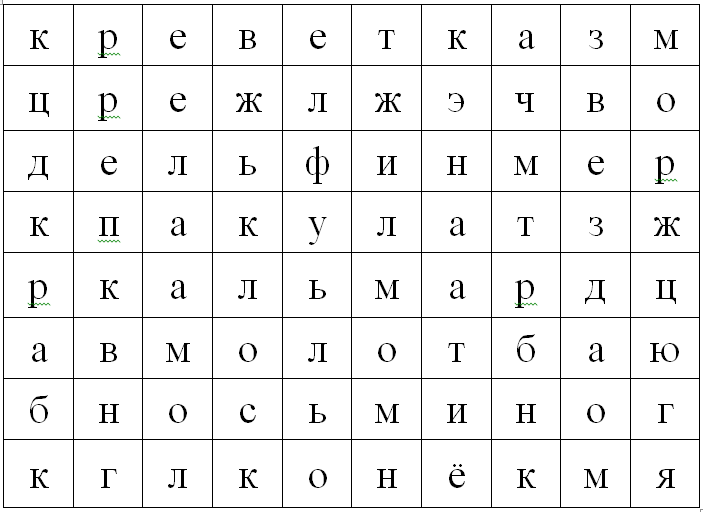 к р е в е т к а з м
ц р е ж л ж э ч в о
д е л ь ф и н м е р
к п а к у л а т з ж
р к а л ь м а р д ц
а в м о л о т б а ю
б н о с ь м и н о г
к г л к о н ё к м я